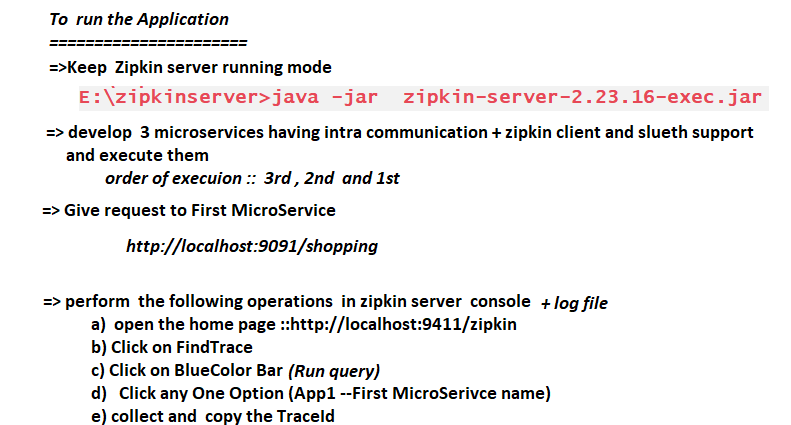 To run the Application
======================
=>Keep Zipkin server running mode
E:\zipkinserver>java -jar zipkin-server-2.23.16-exec.jar
=> develop 3 microservices having intra communication + zipkin client and slueth support
and execute them
order of execuion :: 3rd , 2nd and 1st
=> Give request to First MicroService
http://localhost:9091/shopping
=> perform the following operations in zipkin server console + log file
a) open the home page ::http://localhost:9411/zipkin
b) Click on FindTrace
c) Click on BlueColor Bar (Run query)
d) Click any One Option (App1 --First MicroSerivce name)
e) collect and copy the TraceId